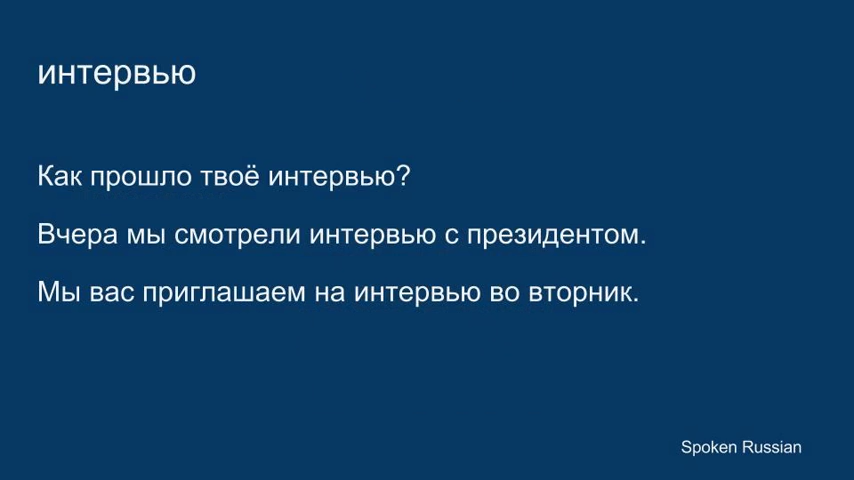 интервью
Как прошло твоё интервью?
Вчера мы смотрели интервью с президентом.
Мы вас приглашаем на интервью во вторник.
Spoken Russian